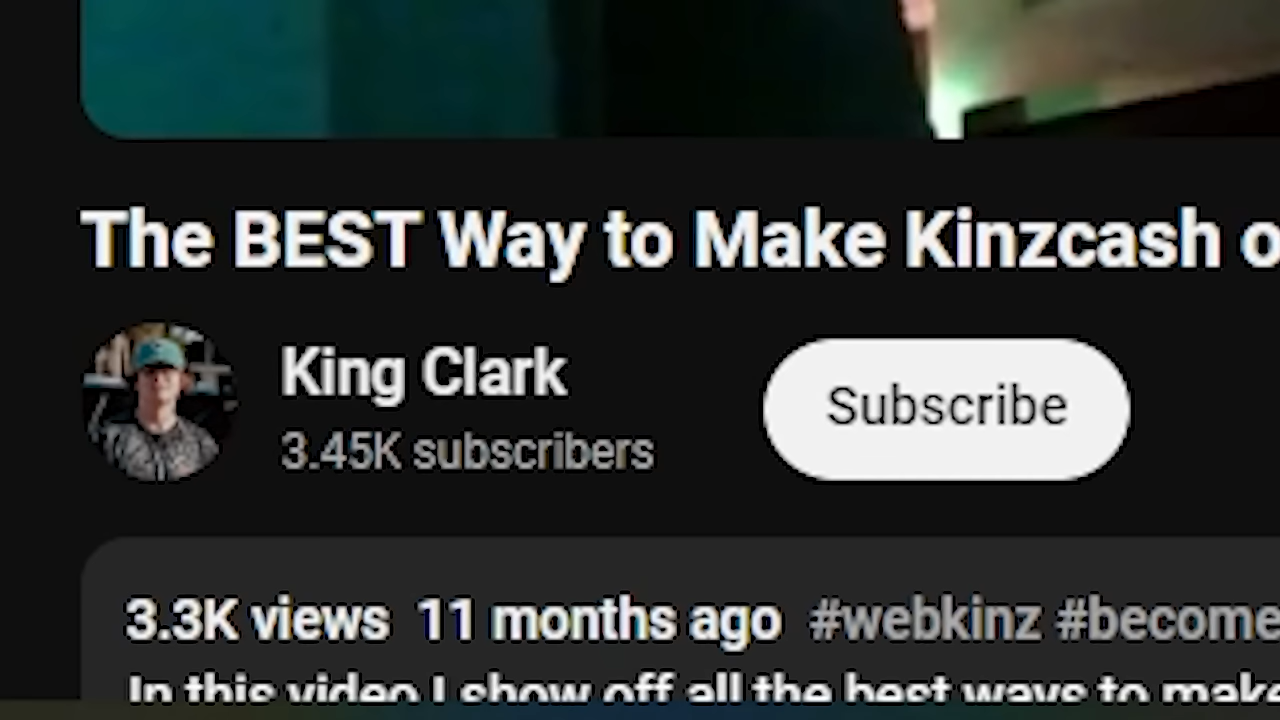 The BEST Way to Make Kinzcash o
King Clark
3.45K subscribers
Subscribe
3.3K views 11 months ago #webkinz #become
In this video I show off all the best ways to make